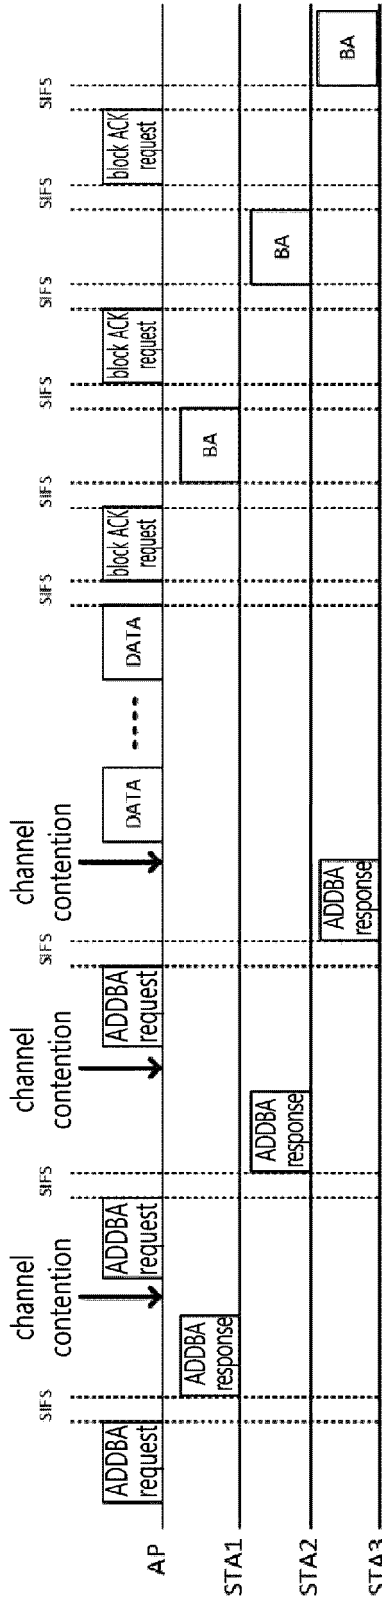 channel
contention
channel
contention
channel
contention
SIFS
SIFS
SIFS
SIFS
SIFS
SIFS
SIFS
SIFS
SIFS
AP
ADDBA
request
ADDBA
request
ADDBA
request
DATA
DATA
block ACK
request
block ACK
request
block ACK
request
STA1
ADDBA
response
BA
STA2
ADDBA
response
BA
STA3
ADDBA
response
BA